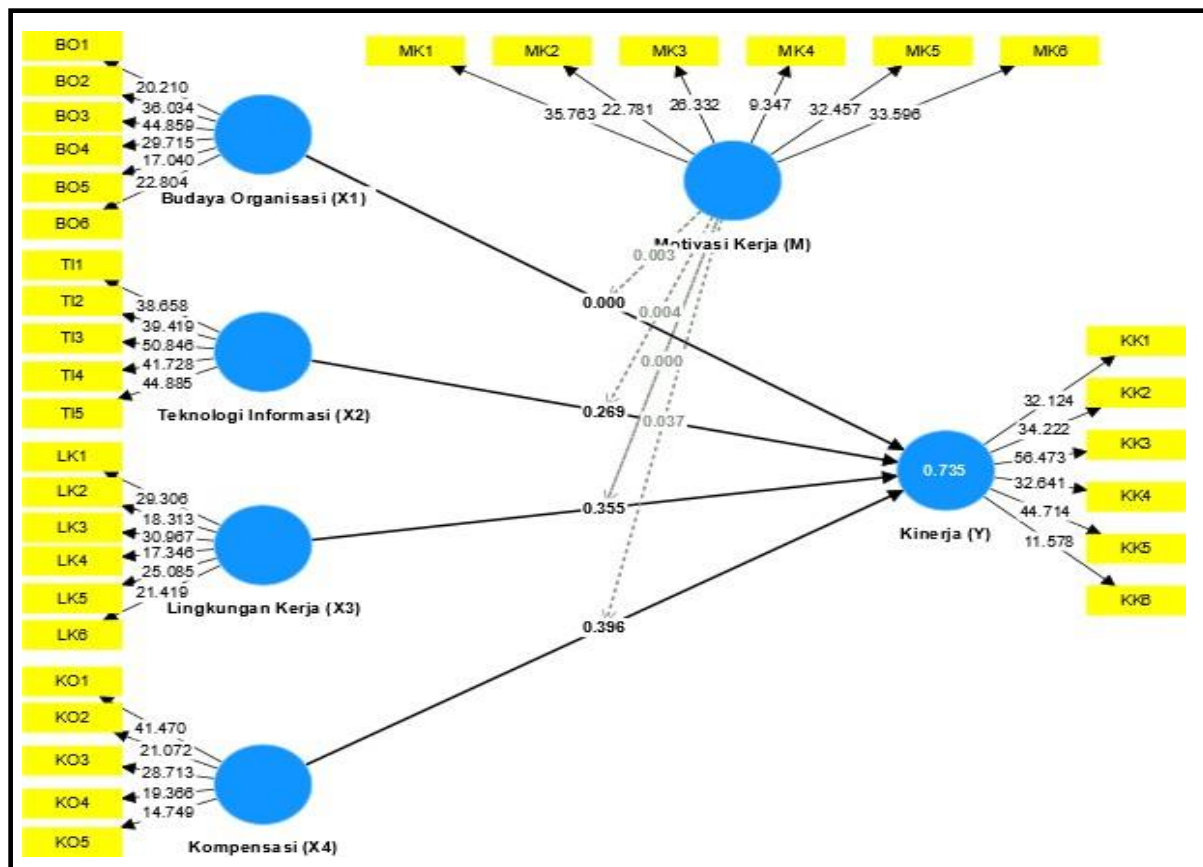 BO1
BO2
BO3
BO4
BO5
BO6
20.210
36.034
44.859
29.715
17.040
22.804
Budaya Organisasi (X1)
MK1
MK2
MK3
MK4
MK5
MK6
35.763
22.781
26.332
9.347
32.457
33.596
Motivasi Kerja (M)
TI1
TI2
TI3
TI4
TI5
38.658
39.419
50.846
41.728
44.885
Teknologi Informasi (X2)
0.003
0.000
0.004
0.000
0.269
0.037
0.355
0.396
LK1
LK2
LK3
LK4
LK5
LK6
29.306
18.313
30.967
17.346
25.085
21.419
Lingkungan Kerja (X3)
KK1
KK2
KK3
KK4
KK5
KK6
32.124
34.222
56.473
32.641
44.714
11.578
0.735
Kinerja (Y)
KO1
KO2
KO3
KO4
KO5
41.470
21.072
28.713
19.366
14.749
Kompensasi (X4)